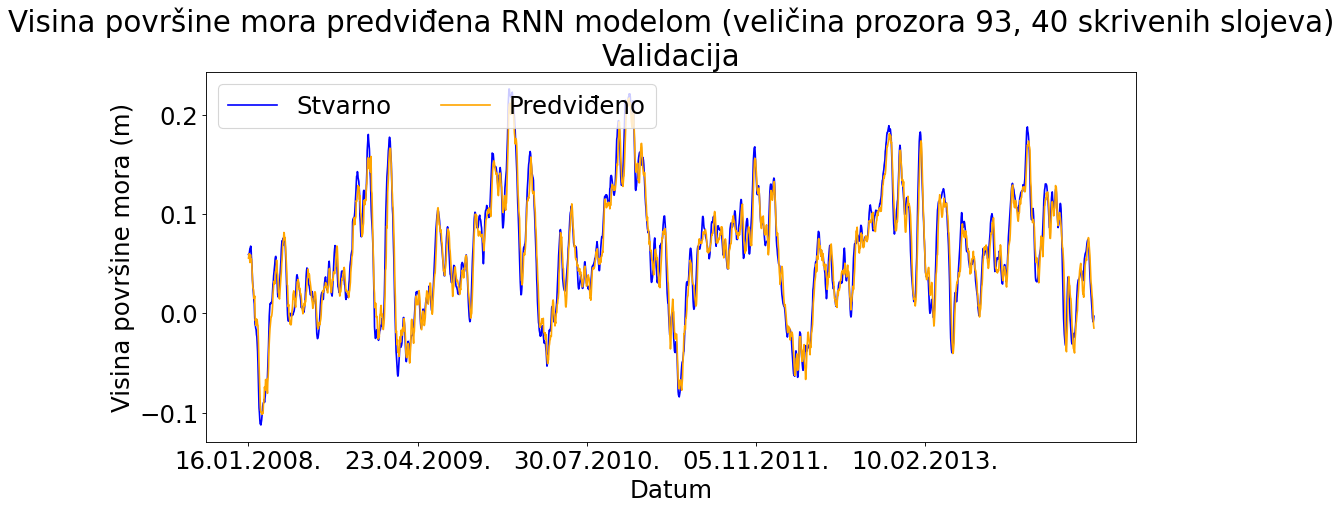 Visina površine mora predviđena RNN modelom (veličina prozora 93, 40 skrivenih slojeva)
Validacija
Stvarno Predviđeno
Visina površine mora (m)
0.2
0.1
0.0
−0.1
16.01.2008. 23.04.2009. 30.07.2010. 05.11.2011. 10.02.2013.
Datum